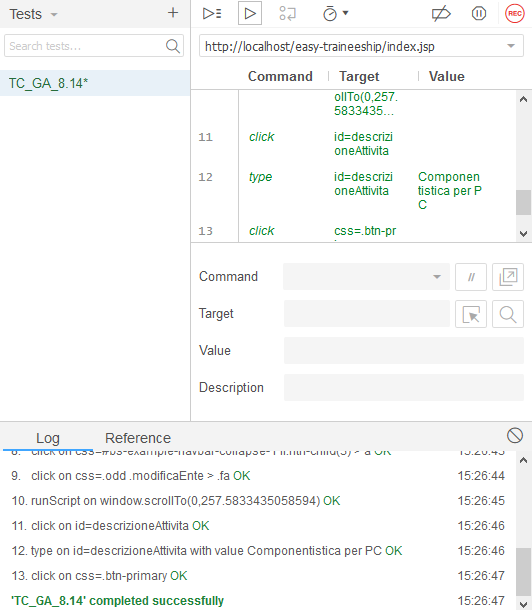 Tests
+
REC
Search tests...
http://localhost/easy-traineeship/index.jsp
Command Target Value
TC_GA_8.14*
ollTo(0,257.
5833435...
11 click id=descrizi
oneAttivita
12 type id=descrizi Componen
oneAttivita tistica per P
C
13 click css=.btn-pr
Command
//
Target
Value
Description
Log Reference
8. click on css=#bs-example-navbar-collapse-1 li:nth-child(3) > a OK 15:26:43
9. click on css=.odd .modificaEnte > .fa OK 15:26:44
10. runScript on window.scrollTo(0,257.5833435058594) OK 15:26:45
11. click on id=descrizioneAttivita OK 15:26:46
12. type on id=descrizioneAttivita with value Componentistica per PC OK 15:26:46
13. click on css=.btn-primary OK 15:26:47
'TC_GA_8.14' completed successfully 15:26:47